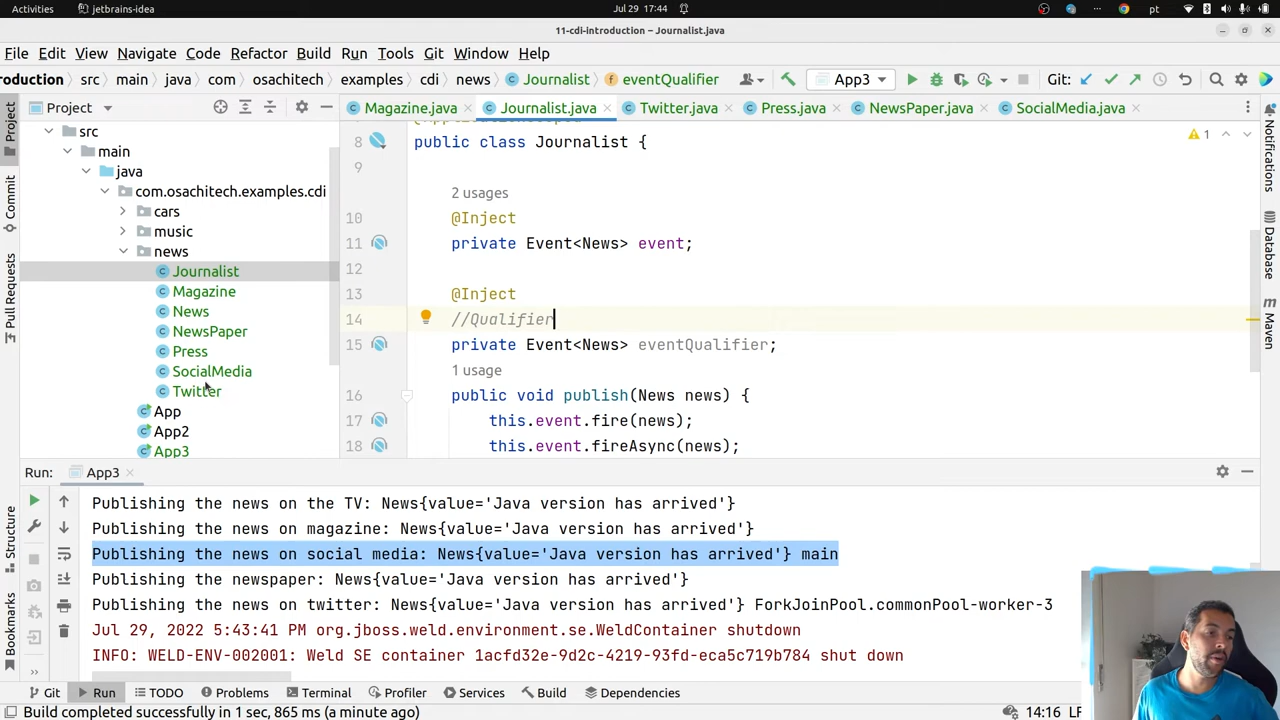 Activities jetbrains-idea Jul 29 17:44 pt
11-cdi-introduction – Journalist.java
File Edit View Navigate Code Refactor Build Run Tools Git Window Help
roduction src main java com osachitech examples cdi news Journalist eventQualifier App3 Git:
Project Magazine.java Journalist.java Twitter.java Press.java NewsPaper.java SocialMedia.java
src
main
java
com.osachitech.examples.cdi
cars
music
news
Journalist
Magazine
News
NewsPaper
Press
SocialMedia
Twitter
App
App2
App3
8 public class Journalist {
9
2 usages
10 @Inject
11 private Event<News> event;
12
13 @Inject
14 //Qualifier
15 private Event<News> eventQualifier;
1 usage
16 public void publish(News news) {
17 this.event.fire(news);
18 this.event.fireAsync(news);
1
Project
Commit
Pull Requests
Structure
Bookmarks
Notifications
Database
Maven
Run: App3
Publishing the news on the TV: News{value='Java version has arrived'}
Publishing the news on magazine: News{value='Java version has arrived'}
Publishing the news on social media: News{value='Java version has arrived'} main
Publishing the newspaper: News{value='Java version has arrived'}
Publishing the news on twitter: News{value='Java version has arrived'} ForkJoinPool.commonPool-worker-3
Jul 29, 2022 5:43:41 PM org.jboss.weld.environment.se.WeldContainer shutdown
INFO: WELD-ENV-002001: Weld SE container 1acfd32e-9d2c-4219-93fd-eca5c719b784 shut down
Git Run TODO Problems Terminal Profiler Services Build Dependencies
Build completed successfully in 1 sec, 865 ms (a minute ago) 14:16 LF